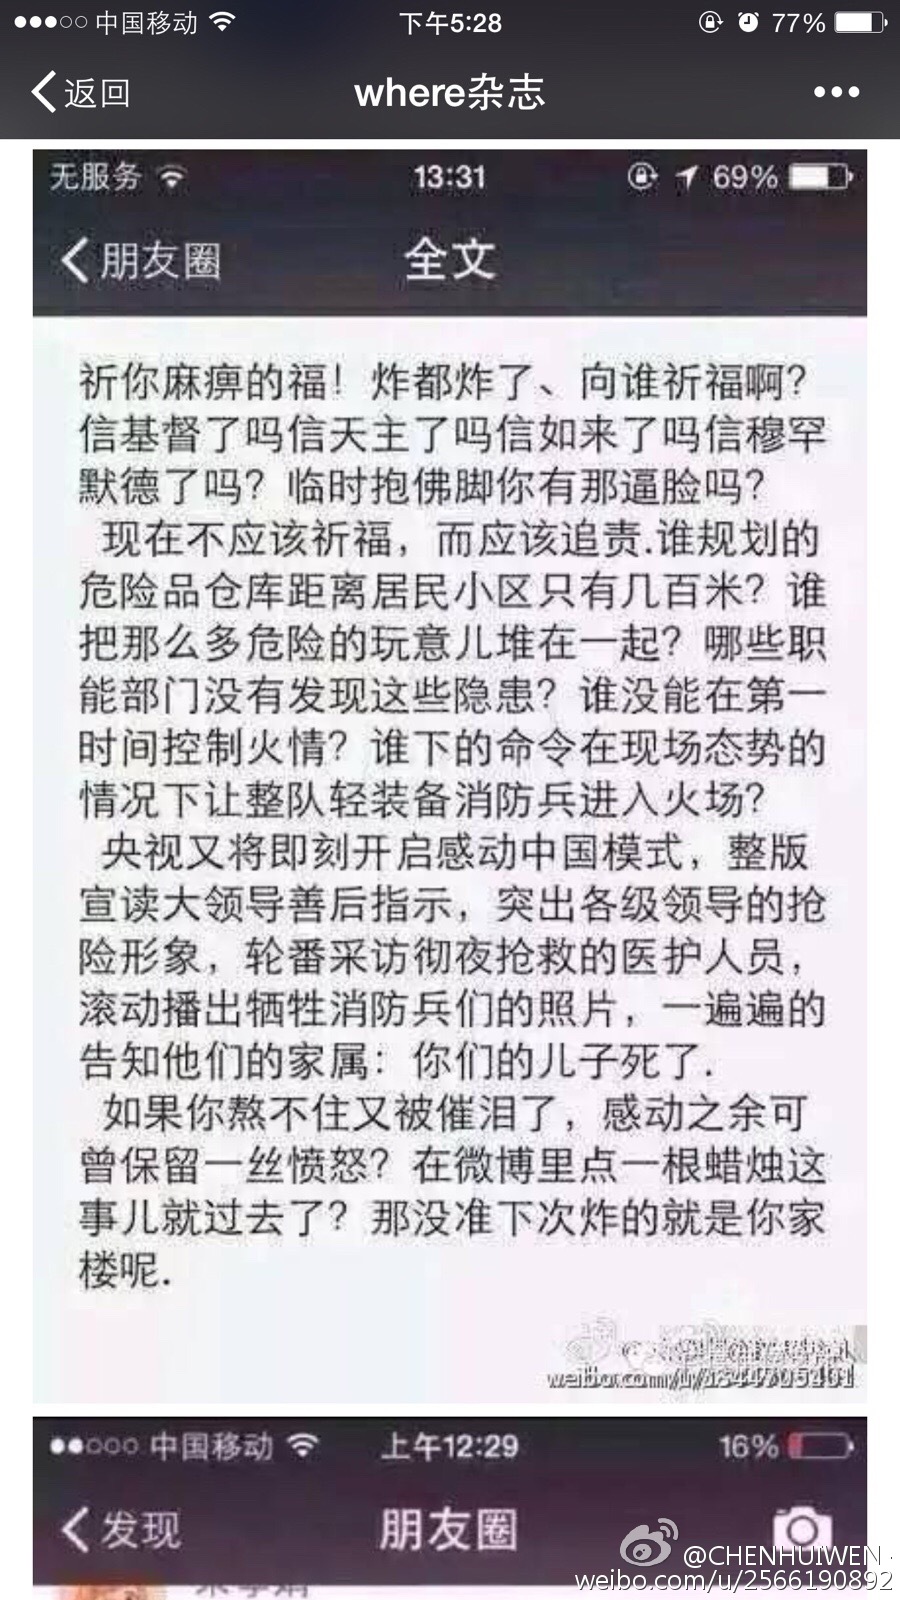 中国移动 下午5:28 77%
返回 where杂志
无服务 13:31 69%
朋友圈 全文
祈你麻痹的福！炸都炸了、向谁祈福啊？
信基督了吗信天主了吗信如来了吗信穆罕
默德了吗？临时抱佛脚你有那逼脸吗？
现在不应该祈福，而应该追责.谁规划的
危险品仓库距离居民小区只有几百米？谁
把那么多危险的玩意儿堆在一起？哪些职
能部门没有发现这些隐患？谁没能在第一
时间控制火情？谁下的命令在现场态势的
情况下让整队轻装备消防兵进入火场？
央视又将即刻开启感动中国模式，整版
宣读大领导善后指示，突出各级领导的抢
险形象，轮番采访彻夜抢救的医护人员，
滚动播出牺牲消防兵们的照片，一遍遍的
告知他们的家属：你们的儿子死了.
如果你熬不住又被催泪了，感动之余可
曾保留一丝愤怒？在微博里点一根蜡烛这
事儿就过去了？那没准下次炸的就是你家
楼呢.
中国移动 上午12:29 16%
发现 朋友圈
@CHENHUIWEN
weibo.com/u/2566190892